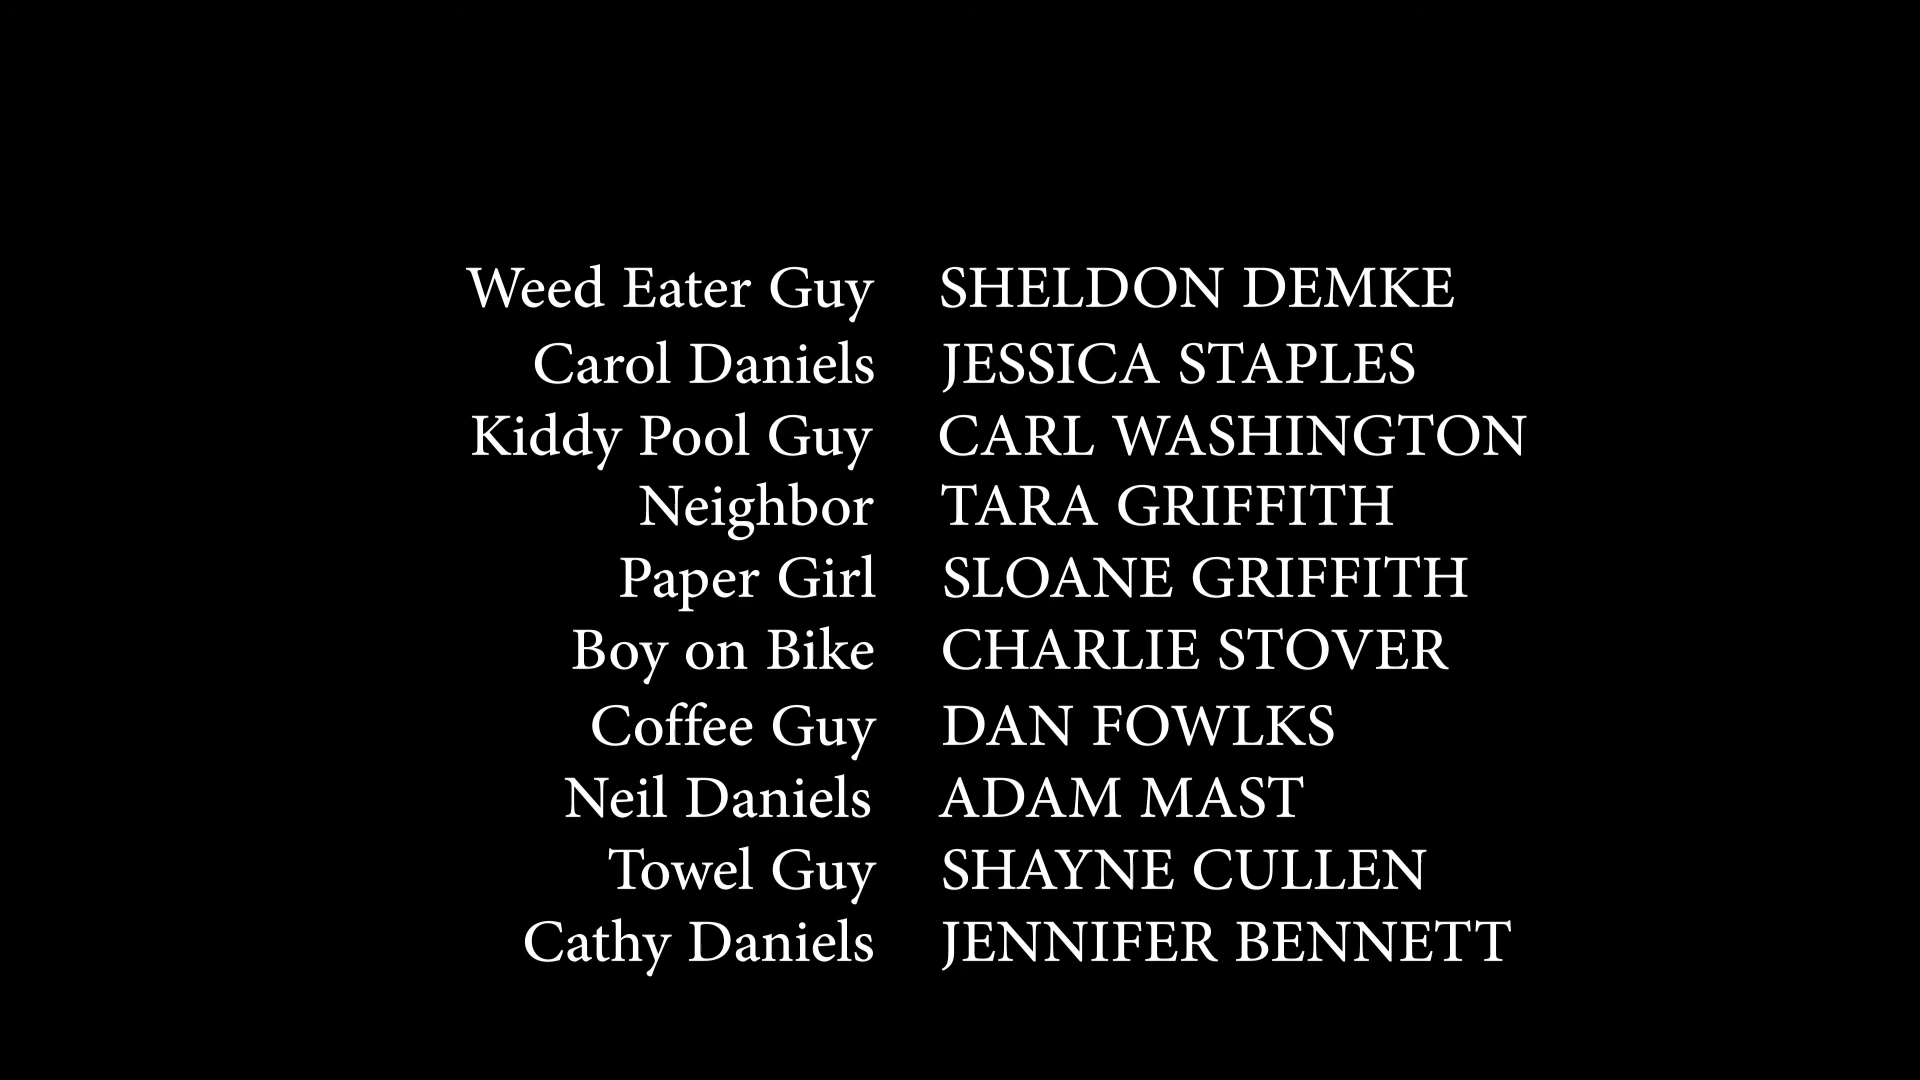 Weed Eater Guy SHELDON DEMKE
Carol Daniels JESSICA STAPLES
Kiddy Pool Guy CARL WASHINGTON
Neighbor TARA GRIFFITH
Paper Girl SLOANE GRIFFITH
Boy on Bike CHARLIE STOVER
Coffee Guy DAN FOWLKS
Neil Daniels ADAM MAST
Towel Guy SHAYNE CULLEN
Cathy Daniels JENNIFER BENNETT